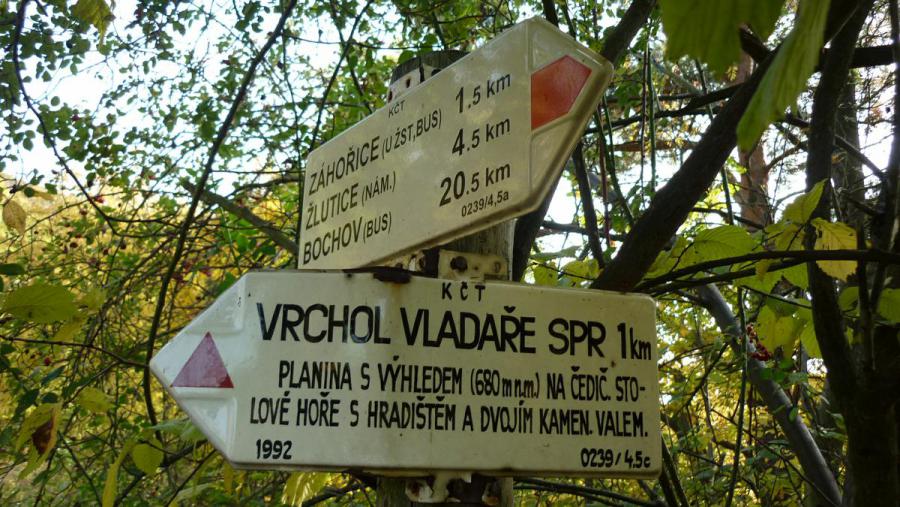 KČT
ZÁHOŘICE (U ŽST, BUS) 1.5 km
ŽLUTICE (NÁM.) 4.5 km
BOCHOV (BUS) 20.5 km
0239/4,5a
KČT
VRCHOL VLADAŘE SPR 1km
PLANINA S VÝHLEDEM (680 m n.m.) NA ČEDIČ. STO-
LOVÉ HOŘE S HRADIŠTĚM A DVOJÍM KAMEN. VALEM.
1992 0239/4.5c